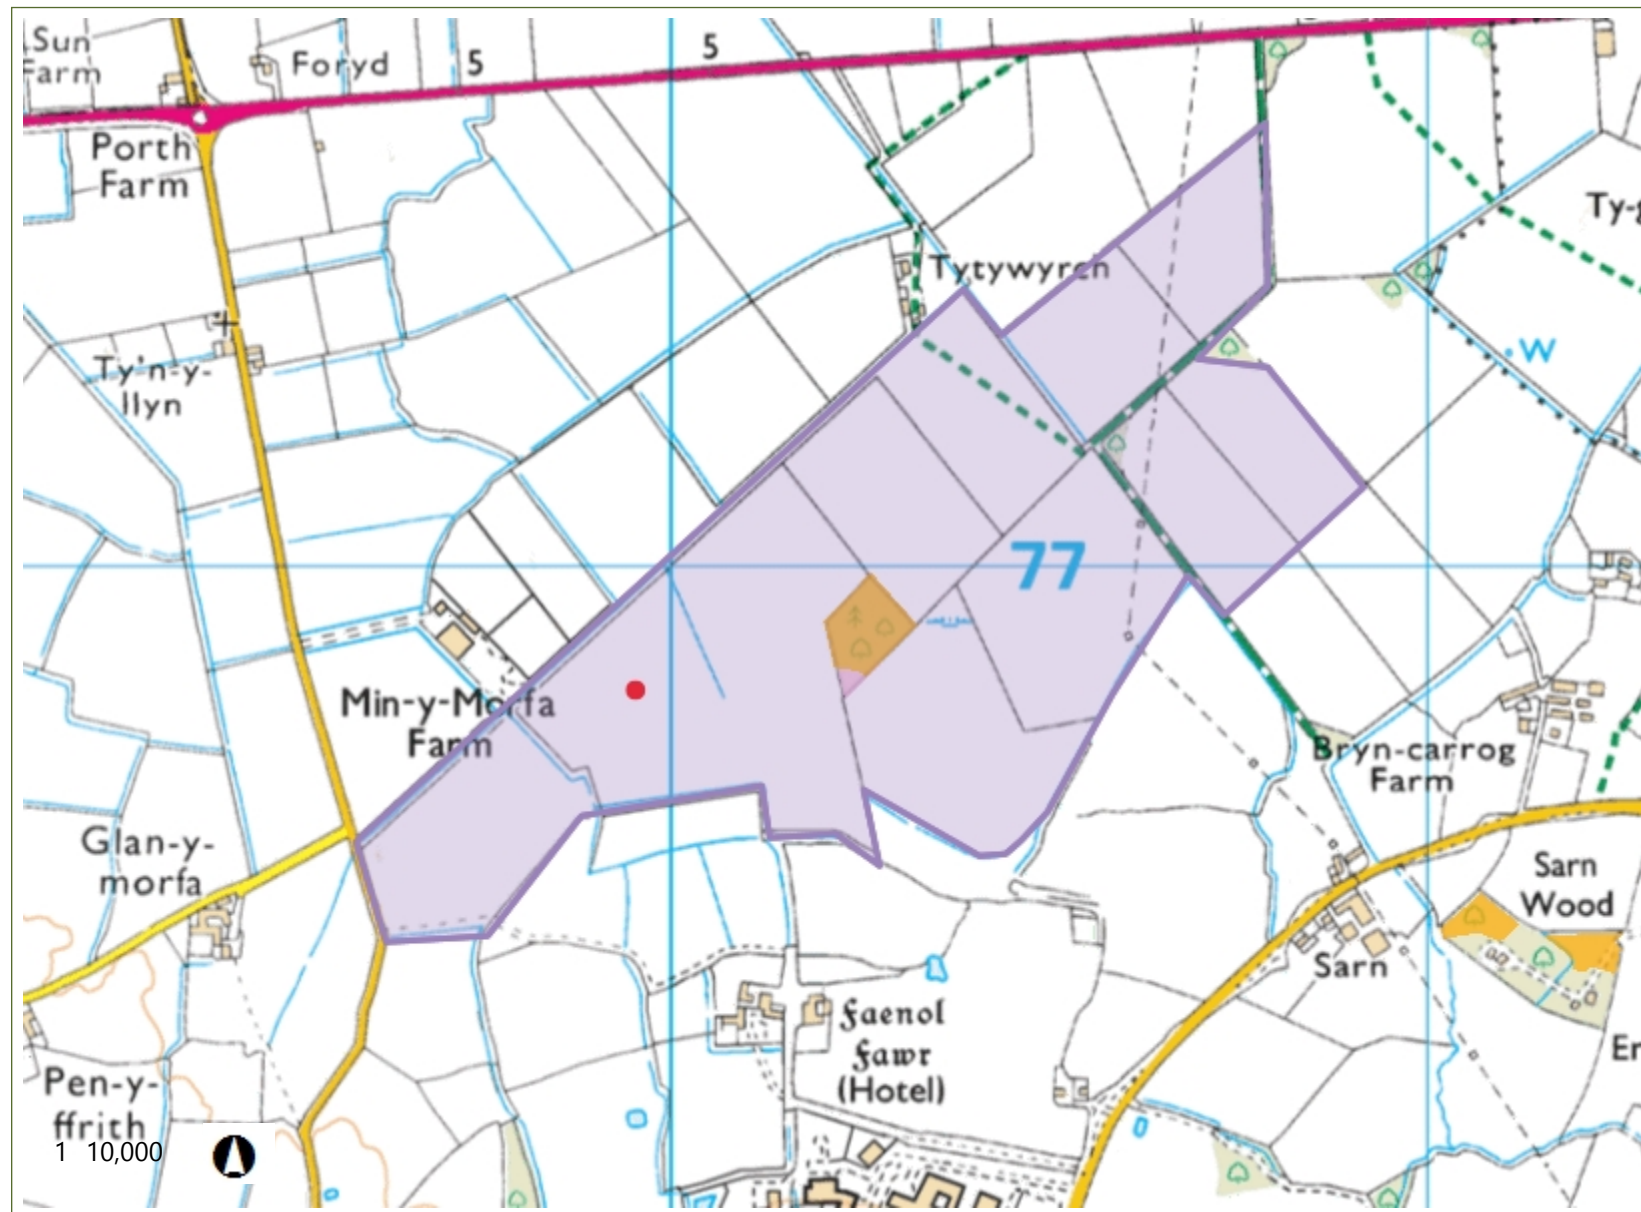 Sun
Farm
Foryd
5
5
Porth
Farm
Tytywyren
Ty'n-y-
llyn
W
77
Min-y-Morfa
Farm
Bryn-carrog
Farm
Glan-y-
morfa
Sarn
Wood
Sarn
Faenol
Fawr
(Hotel)
Pen-y-
ffrith
1 10,000